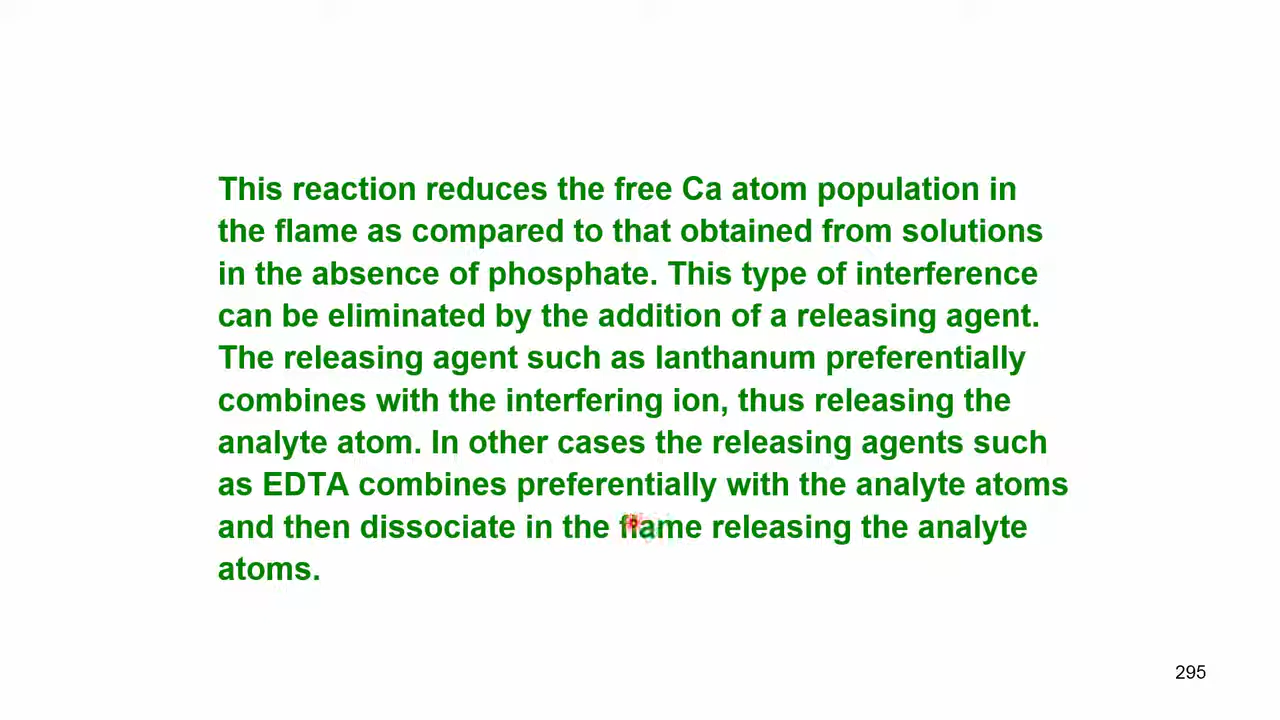 This reaction reduces the free Ca atom population in
the flame as compared to that obtained from solutions
in the absence of phosphate. This type of interference
can be eliminated by the addition of a releasing agent.
The releasing agent such as lanthanum preferentially
combines with the interfering ion, thus releasing the
analyte atom. In other cases the releasing agents such
as EDTA combines preferentially with the analyte atoms
and then dissociate in the flame releasing the analyte
atoms.
295